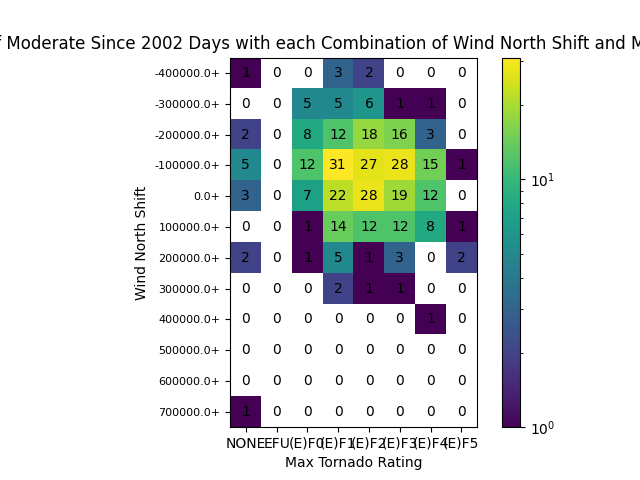 f Moderate Since 2002 Days with each Combination of Wind North Shift and M
-400000.0+ 1 0 0 3 2 0 0 0
-300000.0+ 0 0 5 5 6 1 1 0
-200000.0+ 2 0 8 12 18 16 3 0
-100000.0+ 5 0 12 31 27 28 15 1
0.0+ 3 0 7 22 28 19 12 0
100000.0+ 0 0 1 14 12 12 8 1
200000.0+ 2 0 1 5 1 3 0 2
300000.0+ 0 0 0 2 1 1 0 0
400000.0+ 0 0 0 0 0 0 1 0
500000.0+ 0 0 0 0 0 0 0 0
600000.0+ 0 0 0 0 0 0 0 0
700000.0+ 1 0 0 0 0 0 0 0
NONE EFU (E)F0 (E)F1 (E)F2 (E)F3 (E)F4 (E)F5
Max Tornado Rating
Wind North Shift
10^1
10^0